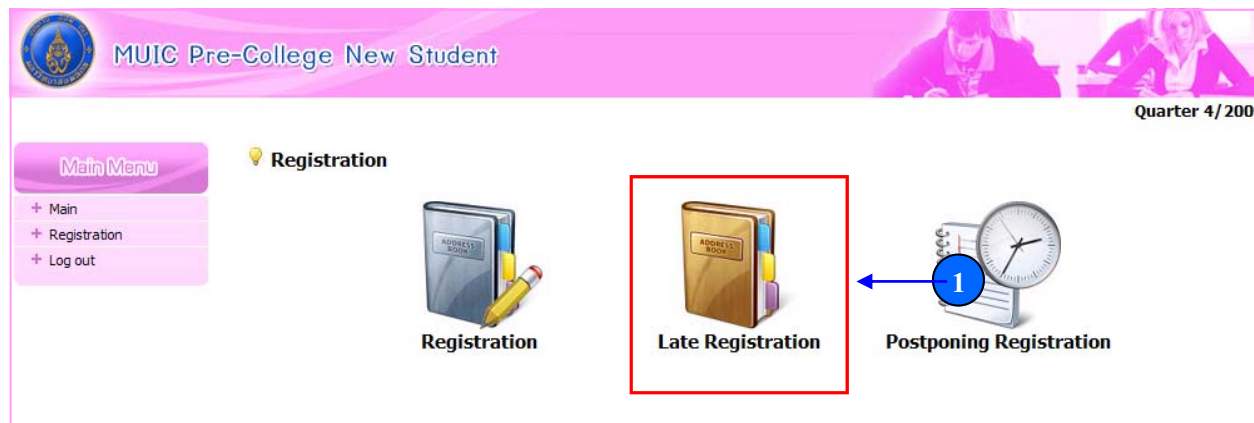 MUIC Pre-College New Student
Quarter 4/200
Main Menu
+ Main
+ Registration
+ Log out
Registration
ADDRESS
BOOK
Registration
ADDRESS
BOOK
Late Registration
1
Postponing Registration